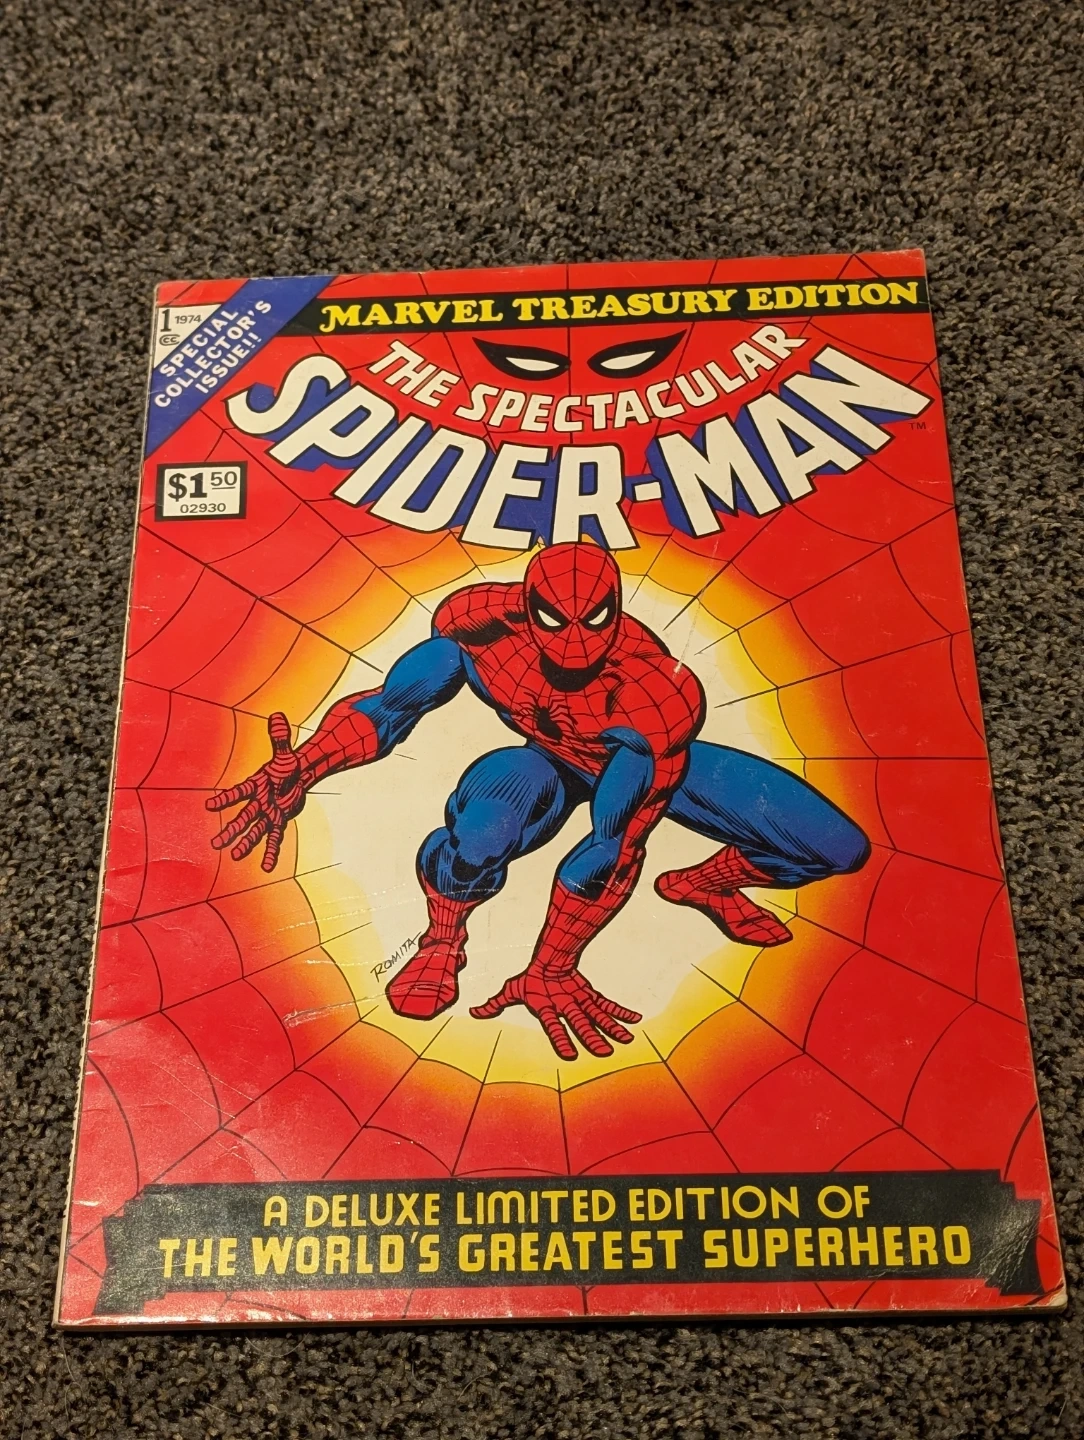 MARVEL TREASURY EDITION
1 1974
CC
SPECIAL
COLLECTOR'S
ISSUE!!
THE SPECTACULAR
SPIDER-MAN
TM
$1 50
02930
ROMITA
A DELUXE LIMITED EDITION OF
THE WORLD'S GREATEST SUPERHERO